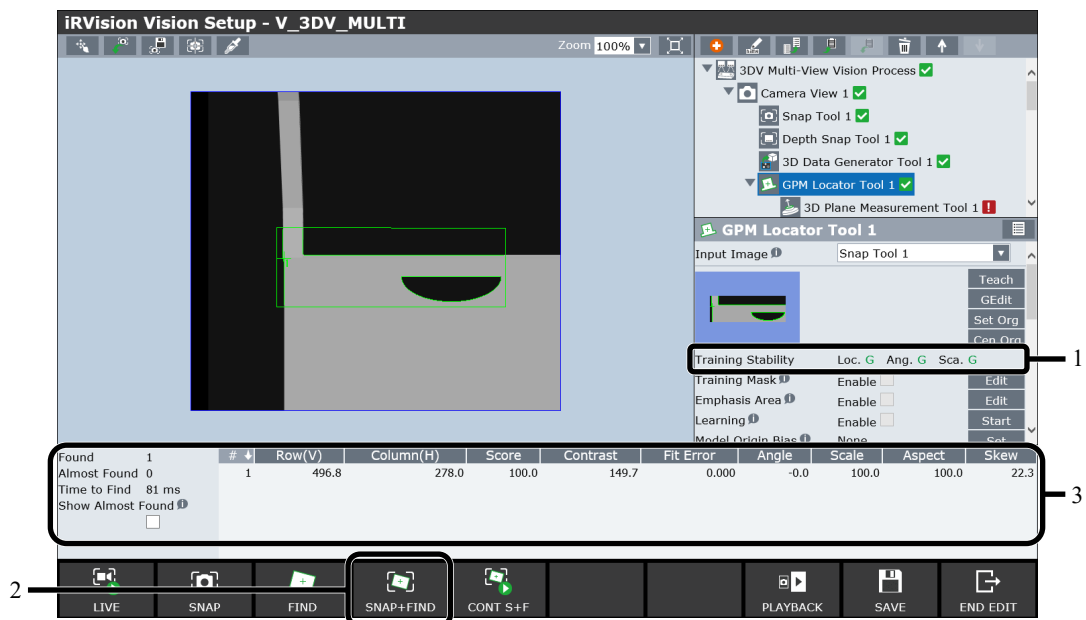 iRVision Vision Setup - V_3DV_MULTI
Zoom 100%
3DV Multi-View Vision Process
Camera View 1
Snap Tool 1
Depth Snap Tool 1
3D Data Generator Tool 1
GPM Locator Tool 1
3D Plane Measurement Tool 1
GPM Locator Tool 1
Input Image Snap Tool 1
Teach
GEdit
Set Org
Cen Org
Training Stability Loc. G Ang. G Sca. G
1
Training Mask Enable Edit
Emphasis Area Enable Edit
Learning Enable Start
Model Origin Bias None Set
Found 1
Almost Found 0
Time to Find 81 ms
Show Almost Found
# Row(V) Column(H) Score Contrast Fit Error Angle Scale Aspect Skew
1 496.8 278.0 100.0 149.7 0.000 -0.0 100.0 100.0 22.3
3
2
LIVE SNAP FIND SNAP+FIND CONT S+F PLAYBACK SAVE END EDIT